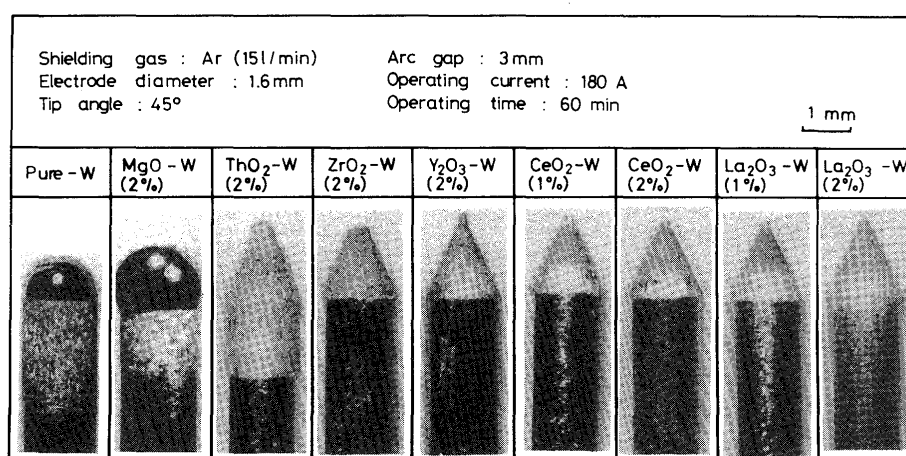 Shielding gas : Ar (15l/min)
Electrode diameter : 1.6mm
Tip angle : 45°
Arc gap : 3mm
Operating current : 180 A
Operating time : 60 min
1 mm
Pure-W
MgO-W
(2%)
ThO₂-W
(2%)
ZrO₂-W
(2%)
Y₂O₃-W
(2%)
CeO₂-W
(1%)
CeO₂-W
(2%)
La₂O₃-W
(1%)
La₂O₃-W
(2%)